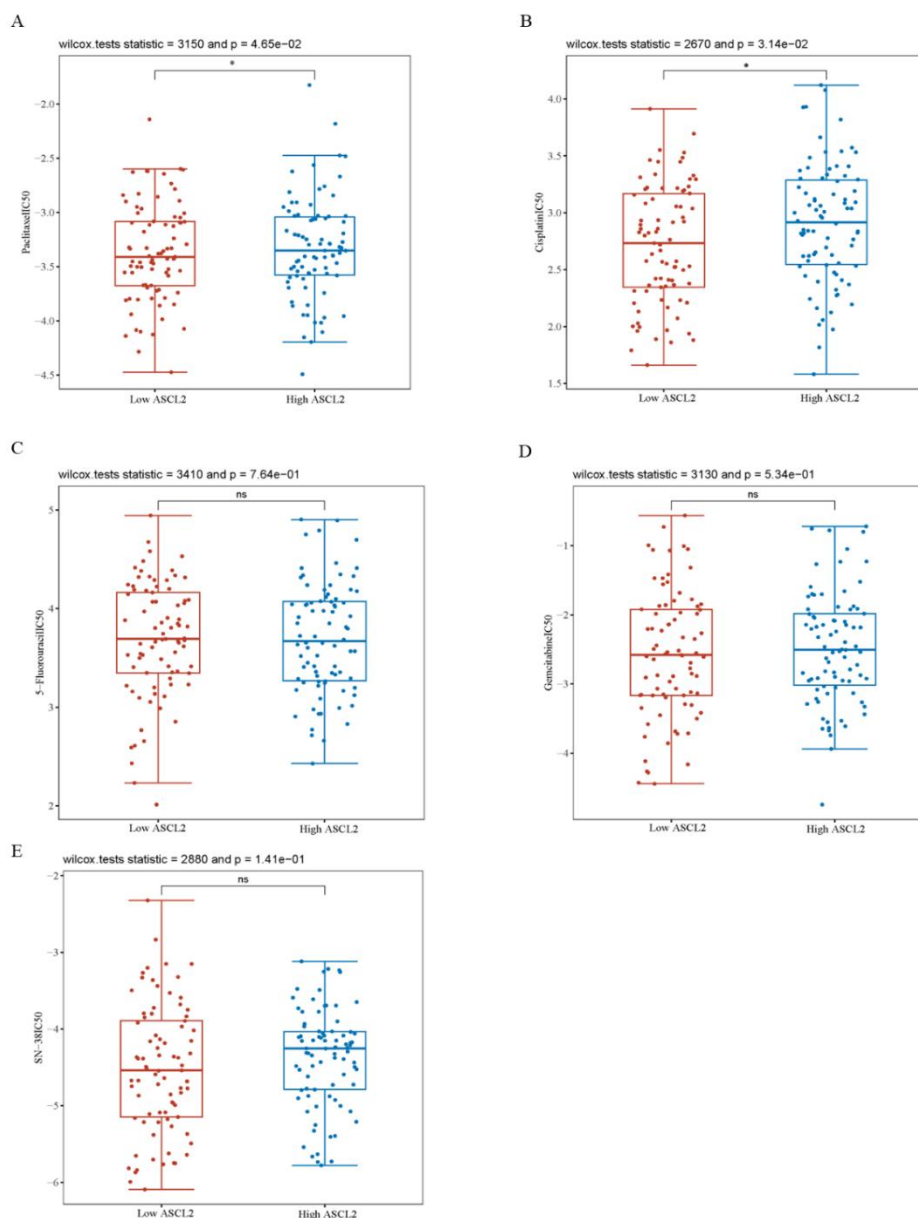 A
wilcox.tests statistic = 3150 and p = 4.65e-02
*
PaclitaxelIC50
-2.0
-2.5
-3.0
-3.5
-4.0
-4.5
Low ASCL2
High ASCL2
B
wilcox.tests statistic = 2670 and p = 3.14e-02
*
CisplatinIC50
4.0
3.5
3.0
2.5
2.0
1.5
Low ASCL2
High ASCL2
C
wilcox.tests statistic = 3410 and p = 7.64e-01
ns
5-FluorouracilIC50
5
4
3
2
Low ASCL2
High ASCL2
D
wilcox.tests statistic = 3130 and p = 5.34e-01
ns
GemcitabineIC50
-1
-2
-3
-4
Low ASCL2
High ASCL2
E
wilcox.tests statistic = 2880 and p = 1.41e-01
ns
SN-38IC50
-2
-3
-4
-5
-6
Low ASCL2
High ASCL2